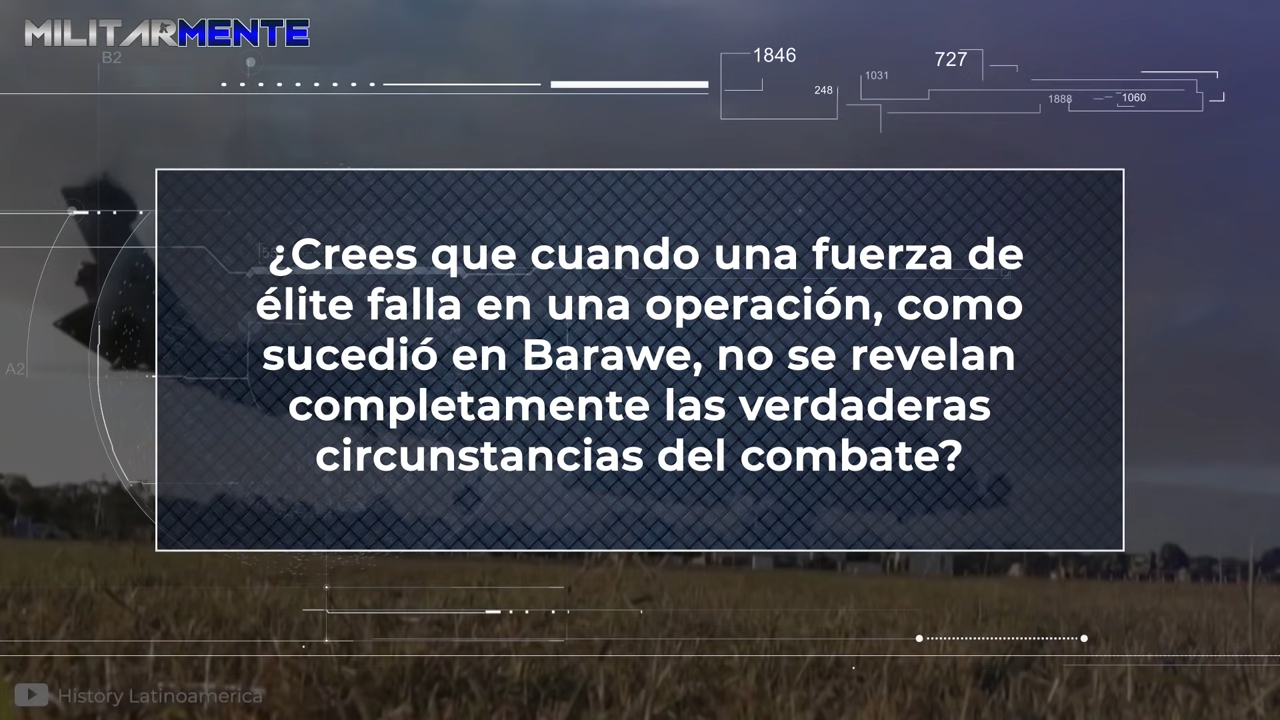 MILITARMENTE
B2
1846
727
1031
248
1888
1060
¿Crees que cuando una fuerza de
élite falla en una operación, como
sucedió en Barawe, no se revelan
completamente las verdaderas
circunstancias del combate?
A2
History Latinoamerica